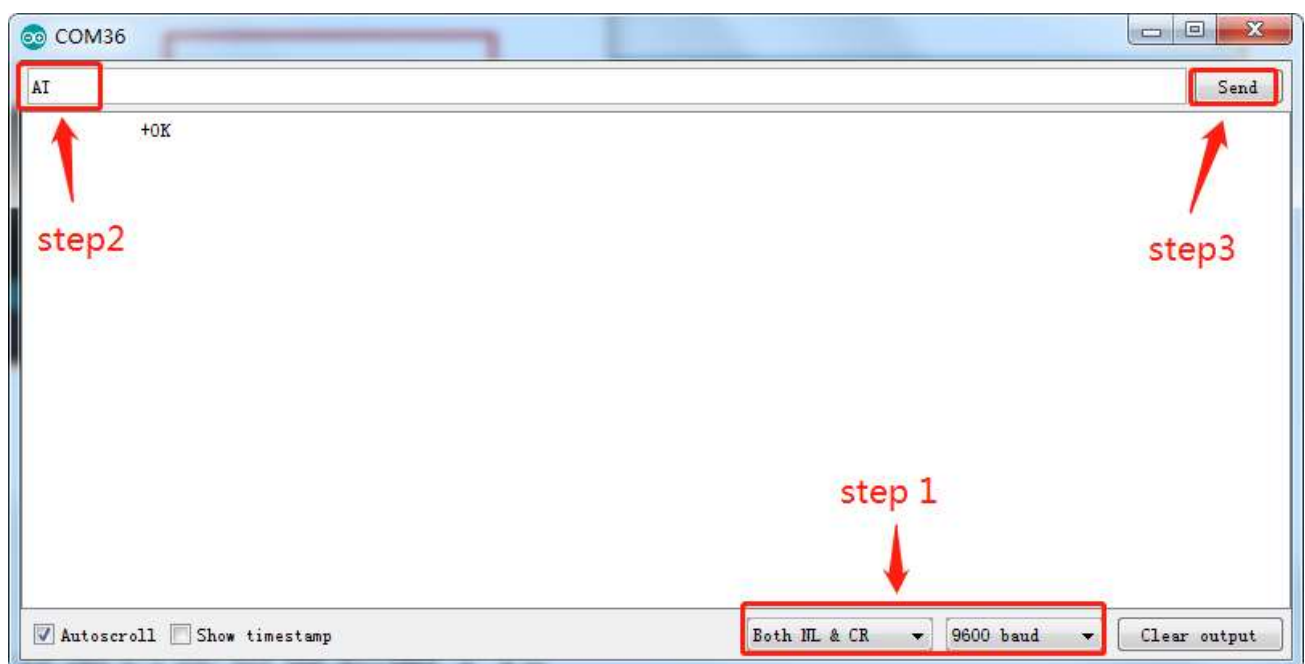 COM36
AT
Send
+OK
step2
step3
step 1
Autoscroll
Show timestamp
Both NL & CR
9600 baud
Clear output